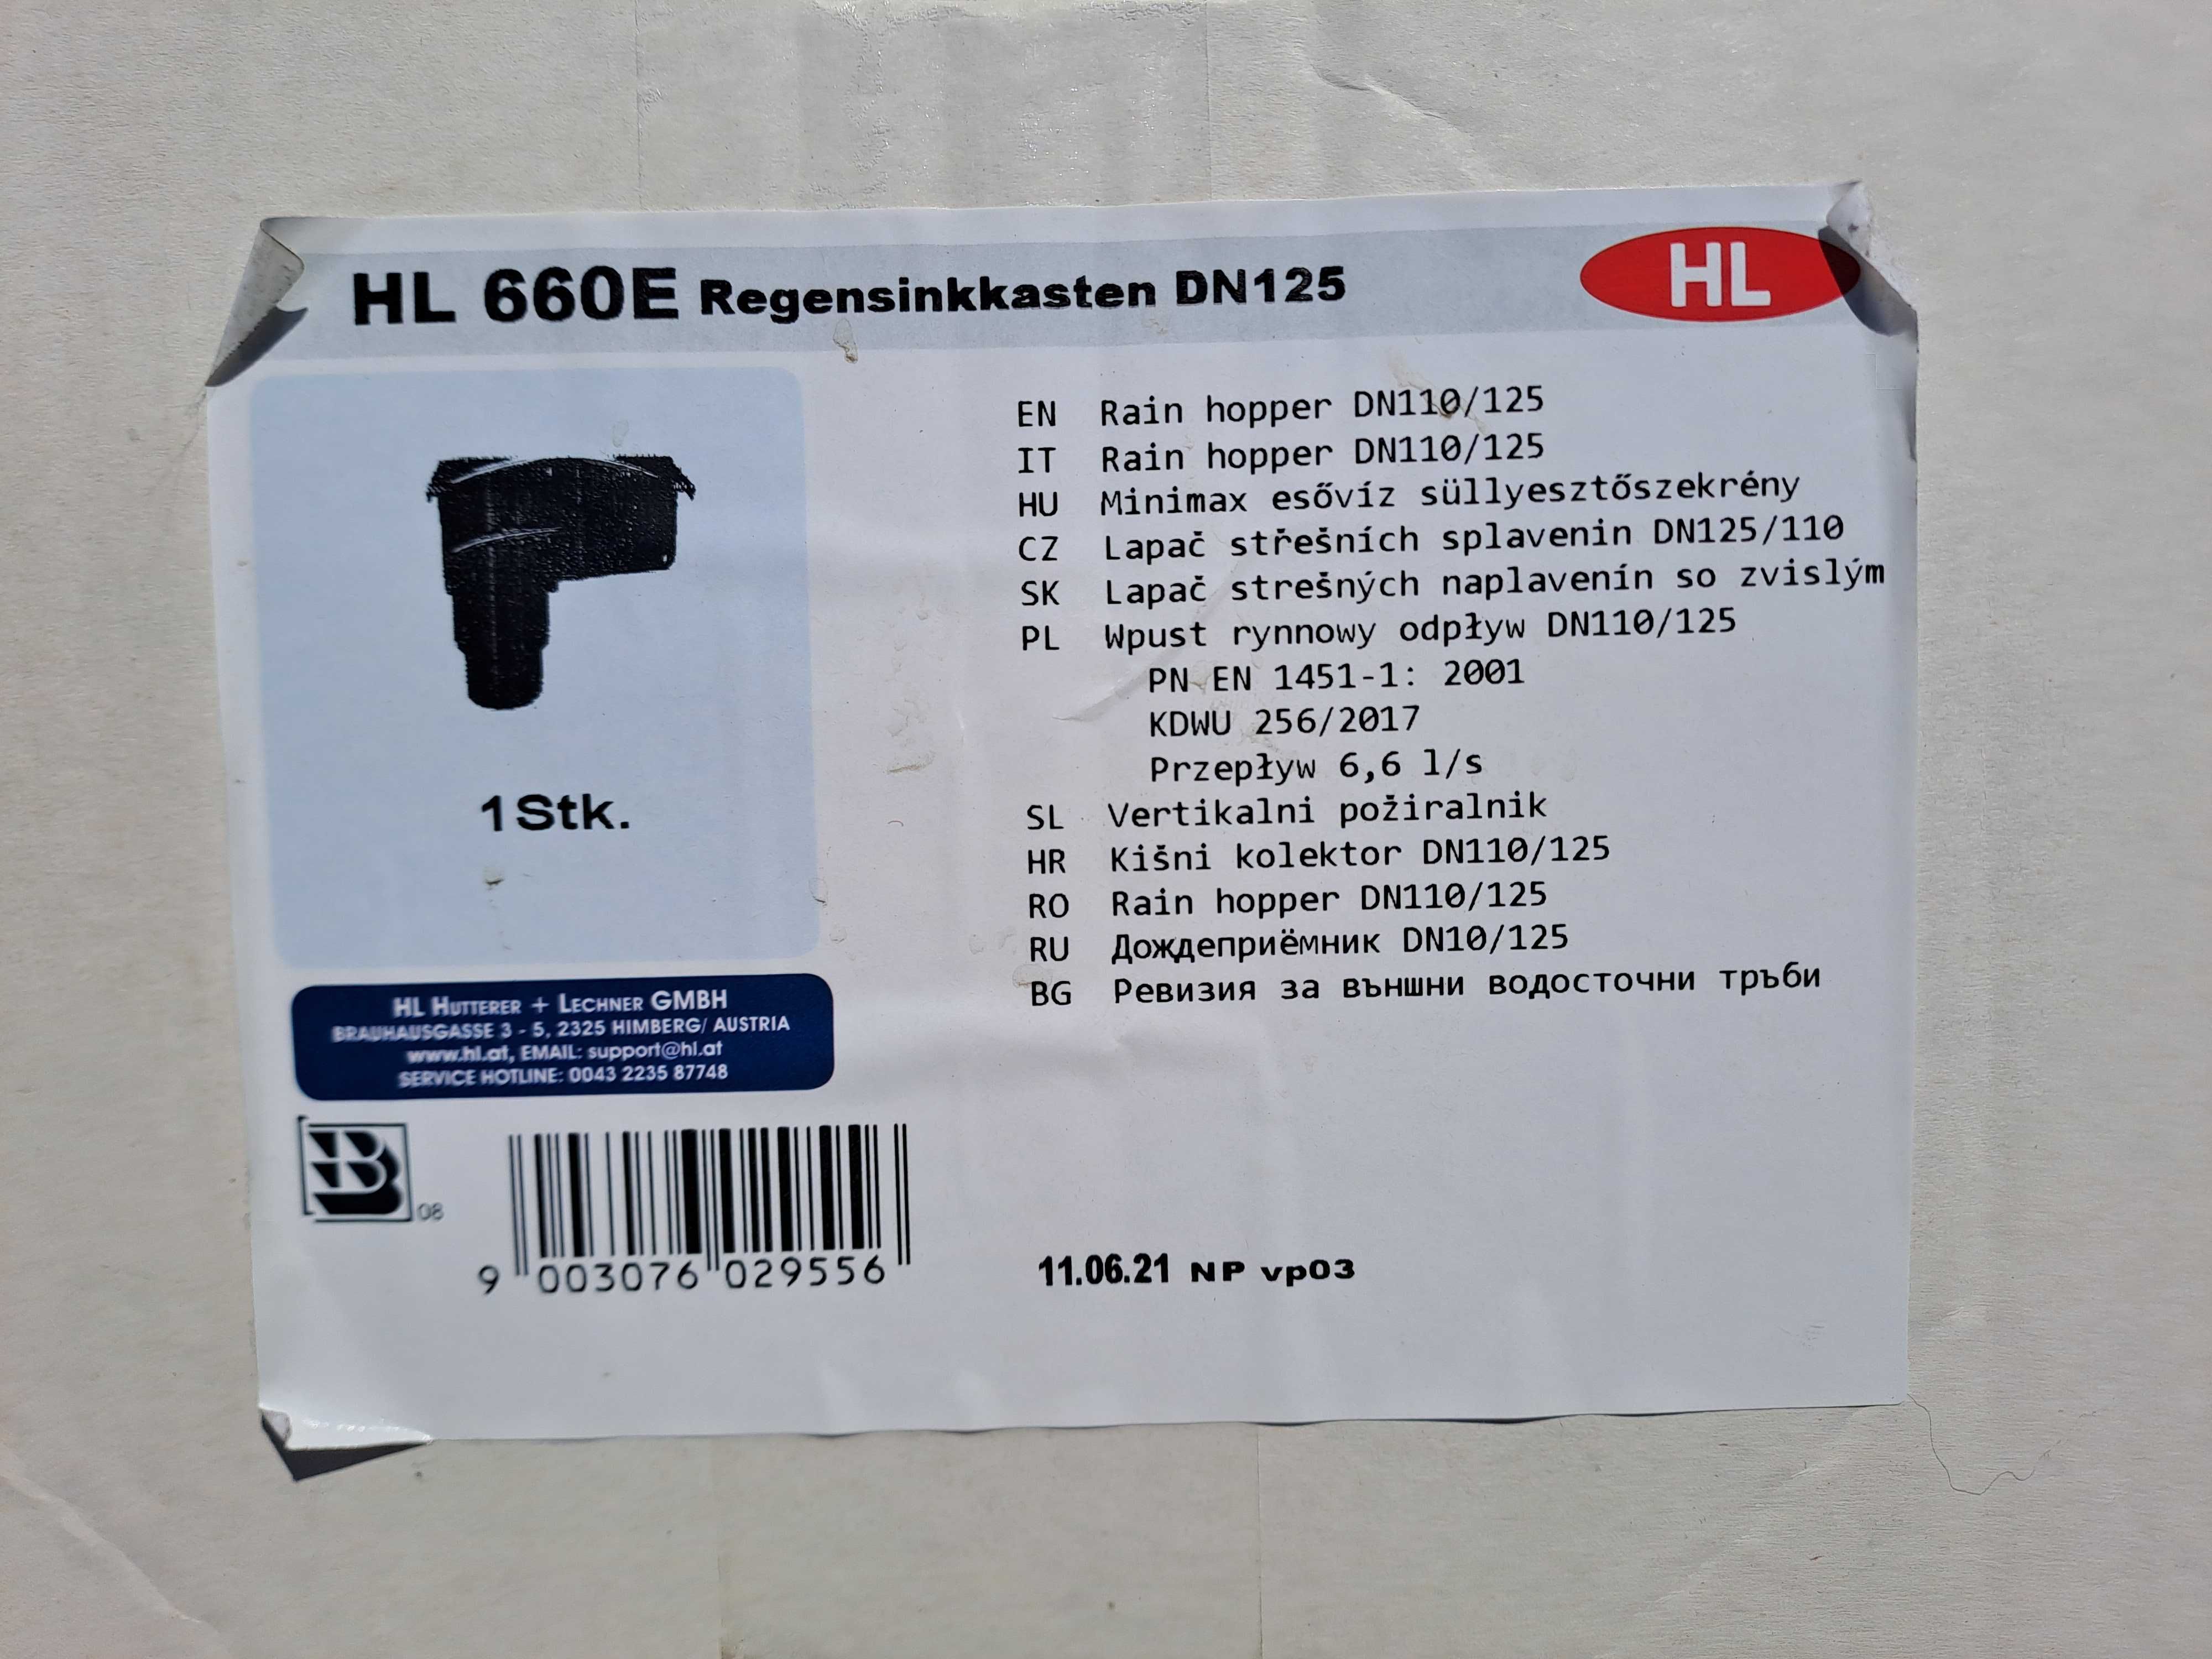 HL 660E Regensinkkasten DN125
HL
1Stk.
EN Rain hopper DN110/125
IT Rain hopper DN110/125
HU Minimax esővíz süllyesztőszekrény
CZ Lapač střešních splavenin DN125/110
SK Lapač strešných naplavenín so zvislým
PL Wpust rynnowy odpływ DN110/125
PN EN 1451-1: 2001
KDWU 256/2017
Przepływ 6,6 l/s
SL Vertikalni požiralnik
HR Kišni kolektor DN110/125
RO Rain hopper DN110/125
RU Дождеприёмник DN10/125
BG Ревизия за външни водосточни тръби
HL HUTTERER + LECHNER GMBH
BRAUHAUSGASSE 3 - 5, 2325 HIMBERG/ AUSTRIA
www.hl.at, EMAIL: support@hl.at
SERVICE HOTLINE: 0043 2235 87748
B 08
9 003076 029556
11.06.21 NP vp03